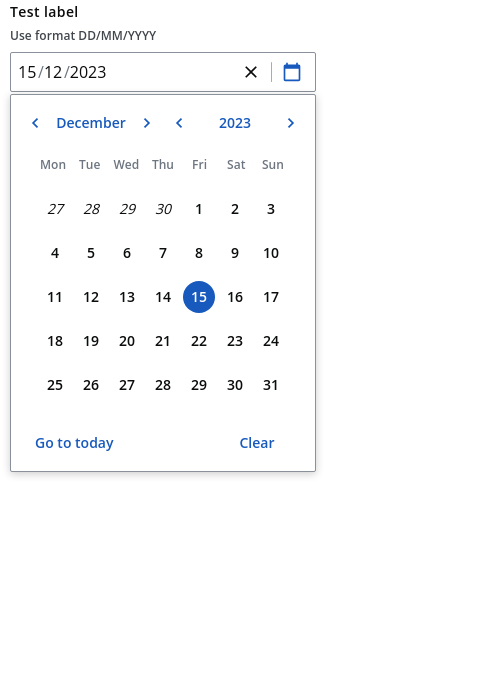 Test label
Use format DD/MM/YYYY
15/12/2023
December 2023
Mon Tue Wed Thu Fri Sat Sun
27 28 29 30 1 2 3
4 5 6 7 8 9 10
11 12 13 14 15 16 17
18 19 20 21 22 23 24
25 26 27 28 29 30 31
Go to today Clear